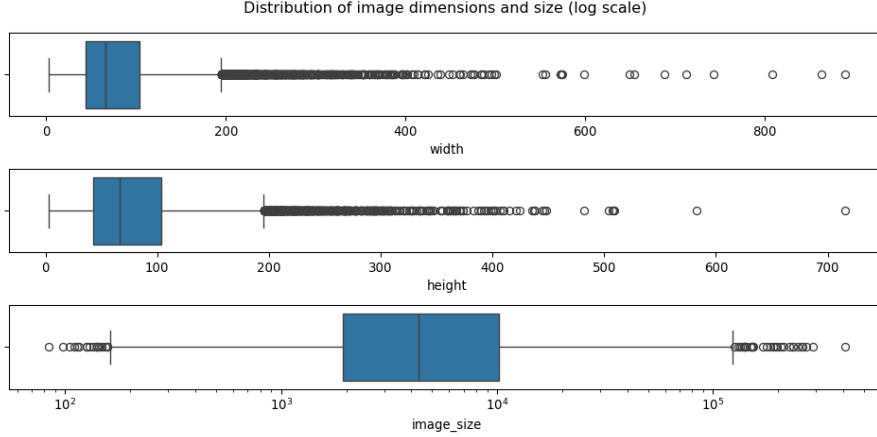 Distribution of image dimensions and size (log scale)
0 200 400 600 800
width
0 100 200 300 400 500 600 700
height
10² 10³ 10⁴ 10⁵
image_size